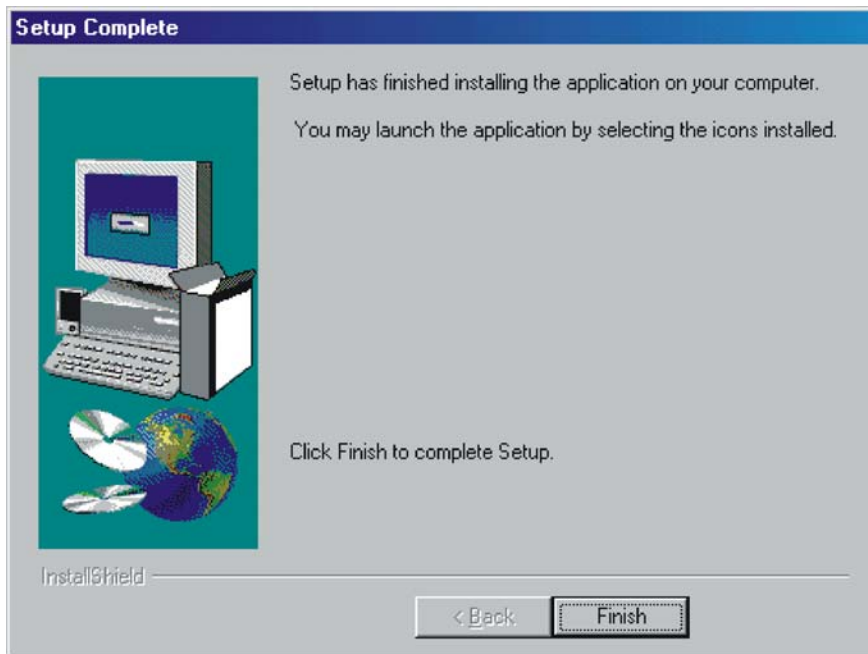 Setup Complete
Setup has finished installing the application on your computer.
You may launch the application by selecting the icons installed.
Click Finish to complete Setup.
InstallShield
< Back
Finish